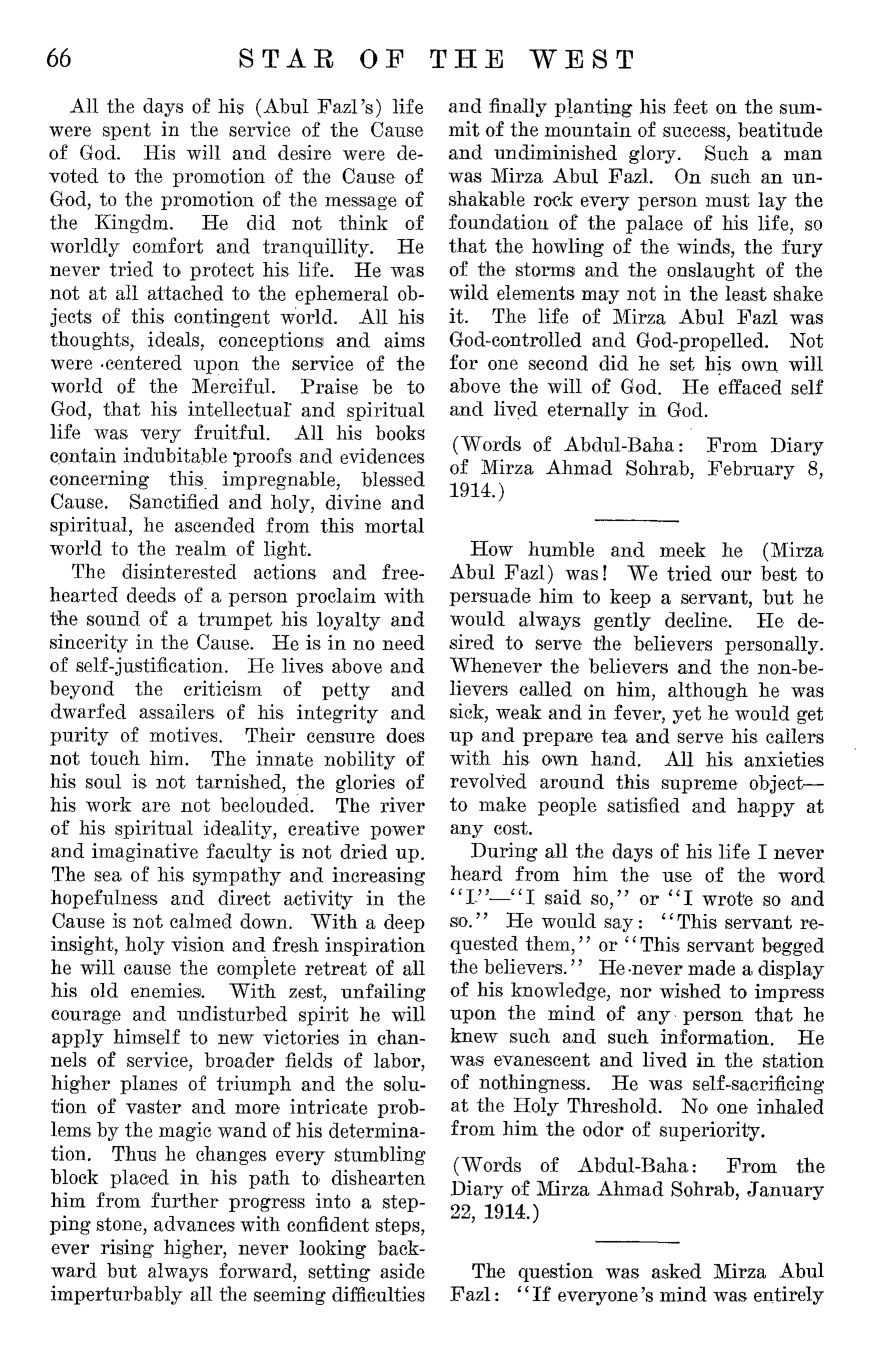 66
STAR OF THE WEST
All the days of his (Abul Fazl's) life
were spent in the service of the Cause
of God. His will and desire were de-
voted to the promotion of the Cause of
God, to the promotion of the message of
the Kingdm. He did not think of
worldly comfort and tranquillity. He
never tried to protect his life. He was
not at all attached to the ephemeral ob-
jects of this contingent world. All his
thoughts, ideals, conceptions and aims
were centered upon the service of the
world of the Merciful. Praise be to
God, that his intellectual and spiritual
life was very fruitful. All his books
contain indubitable proofs and evidences
concerning this impregnable, blessed
Cause. Sanctified and holy, divine and
spiritual, he ascended from this mortal
world to the realm of light.
The disinterested actions and free-
hearted deeds of a person proclaim with
the sound of a trumpet his loyalty and
sincerity in the Cause. He is in no need
of self-justification. He lives above and
beyond the criticism of petty and
dwarfed assailers of his integrity and
purity of motives. Their censure does
not touch him. The innate nobility of
his soul is not tarnished, the glories of
his work are not beclouded. The river
of his spiritual ideality, creative power
and imaginative faculty is not dried up.
The sea of his sympathy and increasing
hopefulness and direct activity in the
Cause is not calmed down. With a deep
insight, holy vision and fresh inspiration
he will cause the complete retreat of all
his old enemies. With zest, unfailing
courage and undisturbed spirit he will
apply himself to new victories in chan-
nels of service, broader fields of labor,
higher planes of triumph and the solu-
tion of vaster and more intricate prob-
lems by the magic wand of his determina-
tion. Thus he changes every stumbling
block placed in his path to dishearten
him from further progress into a step-
ping stone, advances with confident steps,
ever rising higher, never looking back-
ward but always forward, setting aside
imperturbably all the seeming difficulties
and finally planting his feet on the sum-
mit of the mountain of success, beatitude
and undiminished glory. Such a man
was Mirza Abul Fazl. On such an un-
shakable rock every person must lay the
foundation of the palace of his life, so
that the howling of the winds, the fury
of the storms and the onslaught of the
wild elements may not in the least shake
it. The life of Mirza Abul Fazl was
God-controlled and God-propelled. Not
for one second did he set his own will
above the will of God. He effaced self
and lived eternally in God.
(Words of Abdul-Baha: From Diary
of Mirza Ahmad Sohrab, February 8,
1914.)
How humble and meek he (Mirza
Abul Fazl) was! We tried our best to
persuade him to keep a servant, but he
would always gently decline. He de-
sired to serve the believers personally.
Whenever the believers and the non-be-
lievers called on him, although he was
sick, weak and in fever, yet he would get
up and prepare tea and serve his callers
with his own hand. All his anxieties
revolved around this supreme object—
to make people satisfied and happy at
any cost.
During all the days of his life I never
heard from him the use of the word
"I"—"I said so," or "I wrote so and
so." He would say: "This servant re-
quested them," or "This servant begged
the believers." He never made a display
of his knowledge, nor wished to impress
upon the mind of any person that he
knew such and such information. He
was evanescent and lived in the station
of nothingness. He was self-sacrificing
at the Holy Threshold. No one inhaled
from him the odor of superiority.
(Words of Abdul-Baha: From the
Diary of Mirza Ahmad Sohrab, January
22, 1914.)
The question was asked Mirza Abul
Fazl: "If everyone's mind was entirely